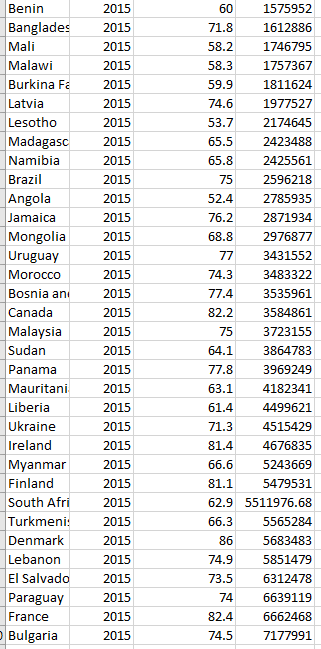 Benin 2015 60 1575952
Banglades 2015 71.8 1612886
Mali 2015 58.2 1746795
Malawi 2015 58.3 1757367
Burkina Fa 2015 59.9 1811624
Latvia 2015 74.6 1977527
Lesotho 2015 53.7 2174645
Madagasc 2015 65.5 2423488
Namibia 2015 65.8 2425561
Brazil 2015 75 2596218
Angola 2015 52.4 2785935
Jamaica 2015 76.2 2871934
Mongolia 2015 68.8 2976877
Uruguay 2015 77 3431552
Morocco 2015 74.3 3483322
Bosnia and 2015 77.4 3535961
Canada 2015 82.2 3584861
Malaysia 2015 75 3723155
Sudan 2015 64.1 3864783
Panama 2015 77.8 3969249
Mauritani 2015 63.1 4182341
Liberia 2015 61.4 4499621
Ukraine 2015 71.3 4515429
Ireland 2015 81.4 4676835
Myanmar 2015 66.6 5243669
Finland 2015 81.1 5479531
South Afri 2015 62.9 5511976.68
Turkmenis 2015 66.3 5565284
Denmark 2015 86 5683483
Lebanon 2015 74.9 5851479
El Salvado 2015 73.5 6312478
Paraguay 2015 74 6639119
France 2015 82.4 6662468
Bulgaria 2015 74.5 7177991